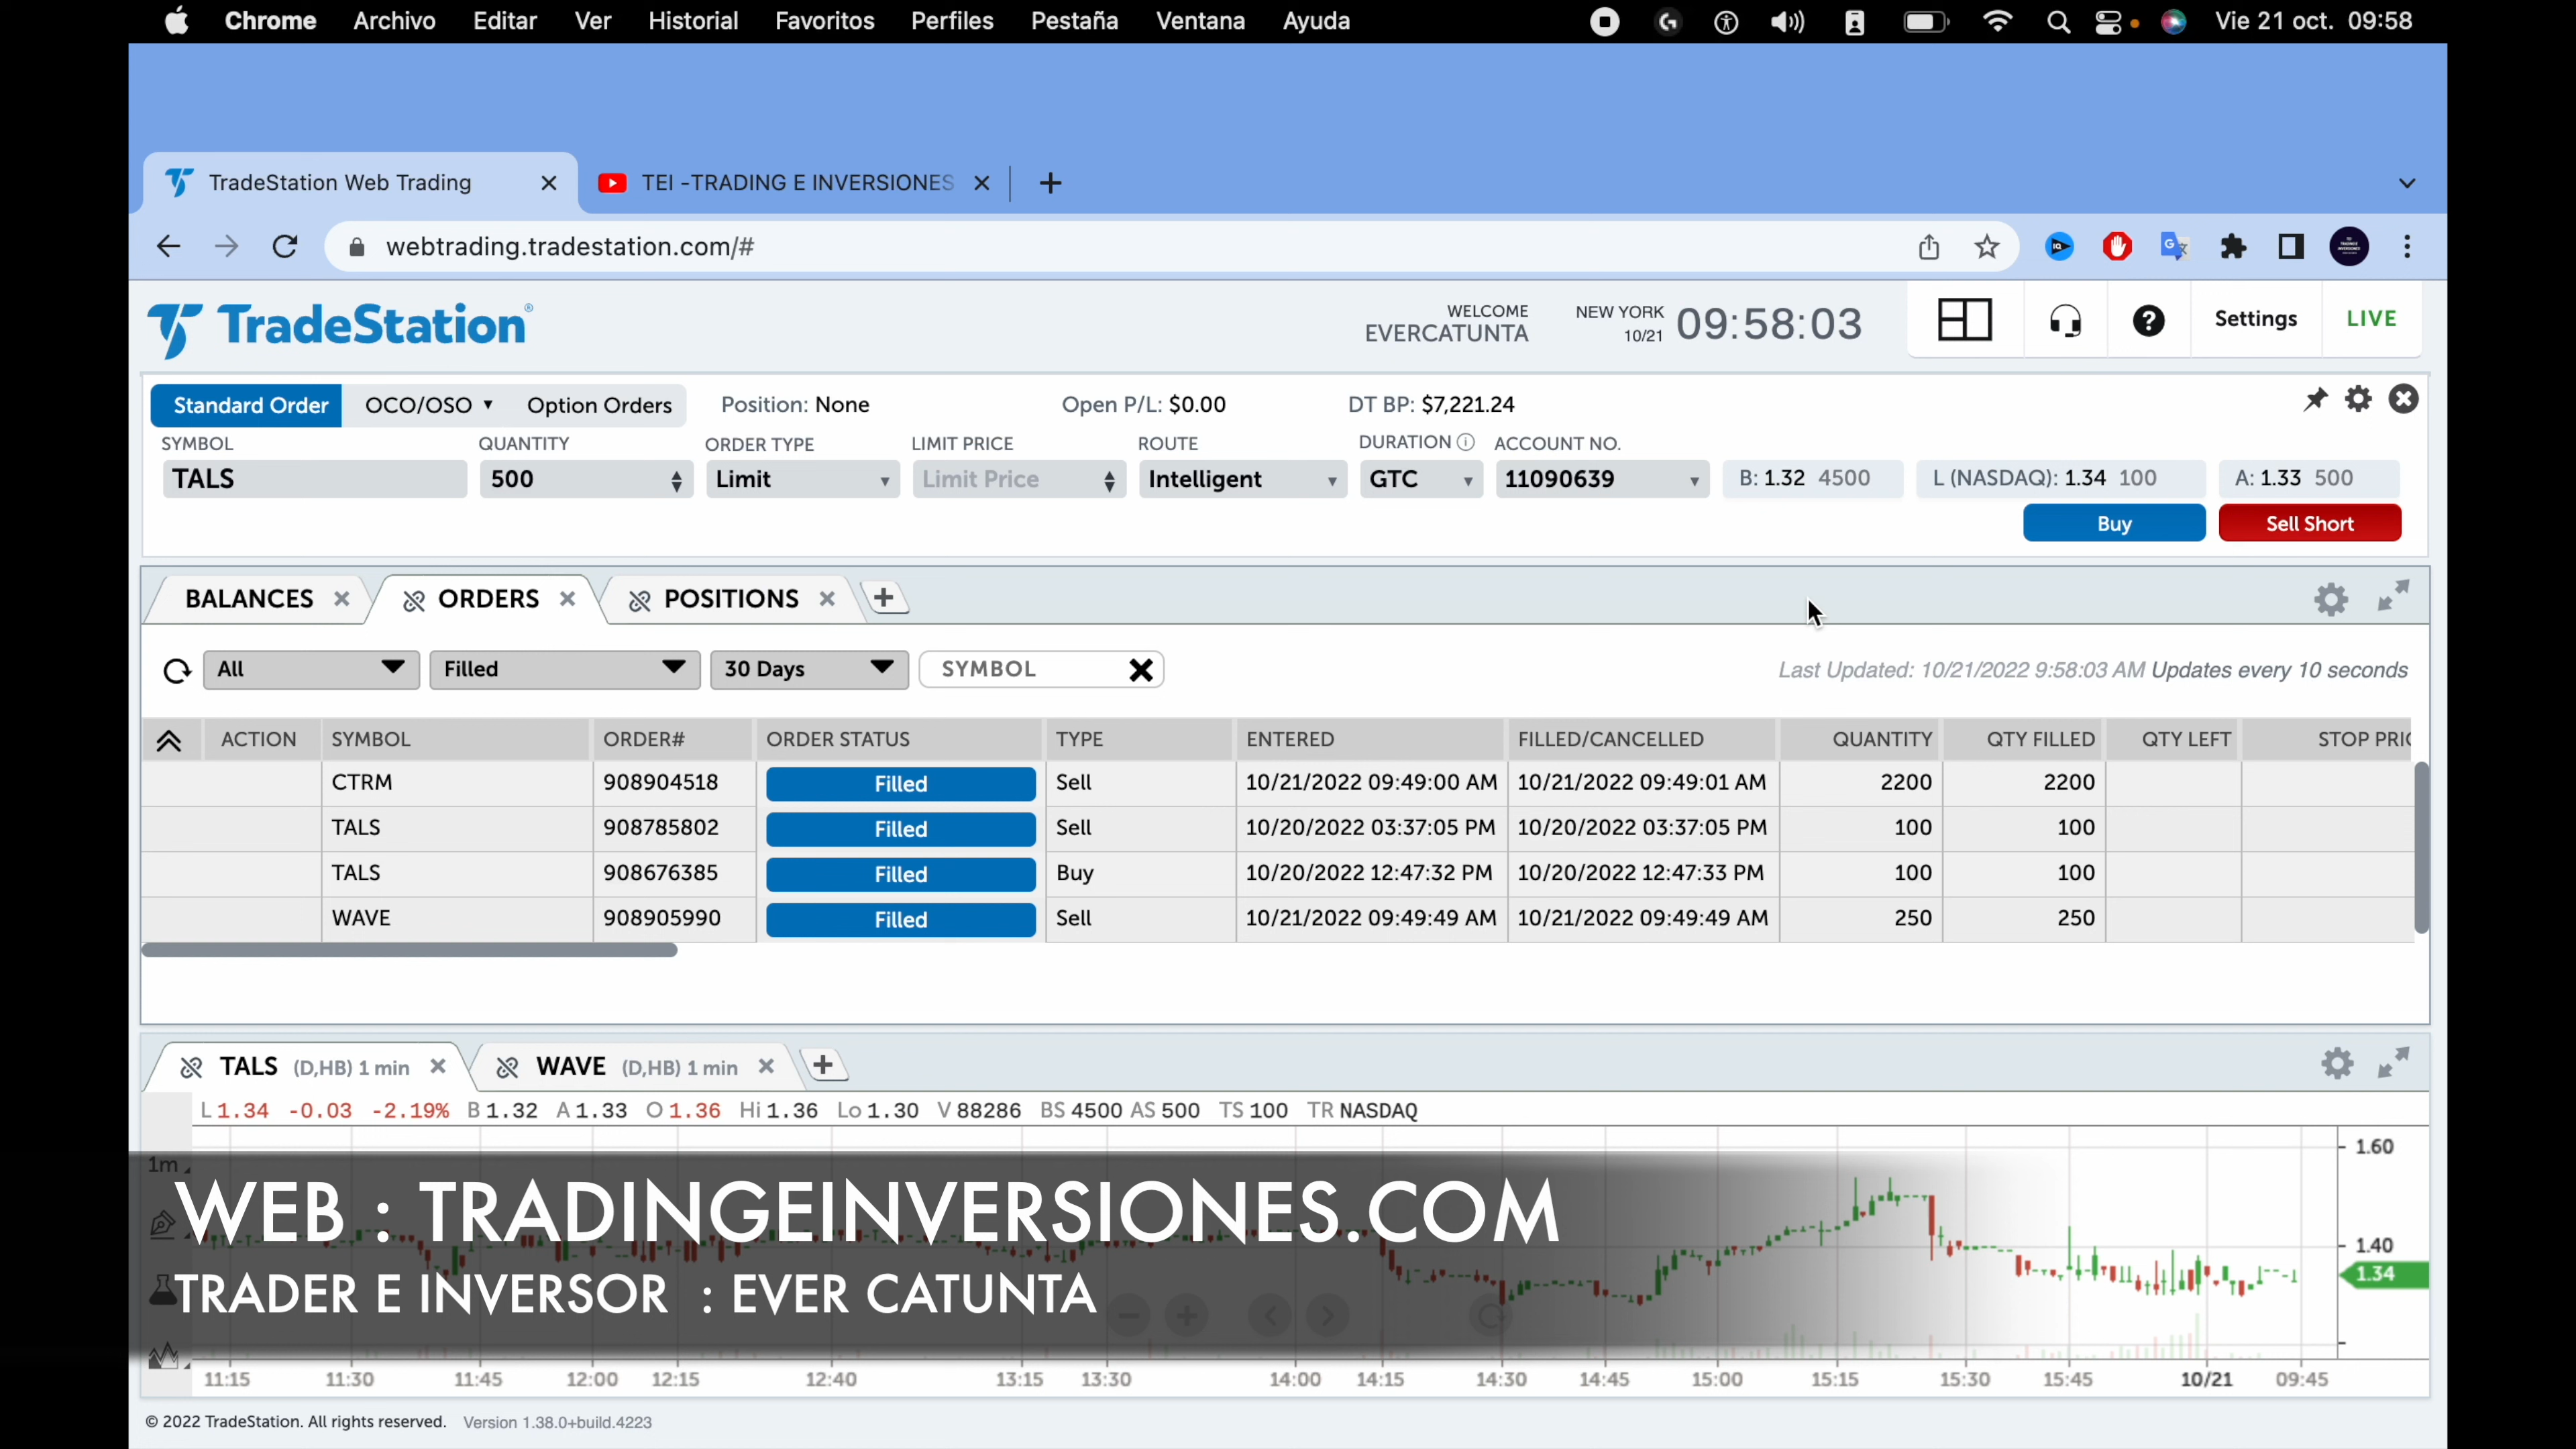 Chrome Archivo Editar Ver Historial Favoritos Perfiles Pestaña Ventana Ayuda Vie 21 oct. 09:58
TradeStation Web Trading TEI -TRADING E INVERSIONES
webtrading.tradestation.com/#
TradeStation® WELCOME EVERCATUNTA NEW YORK 10/21 09:58:03 Settings LIVE
Standard Order OCO/OSO Option Orders Position: None Open P/L: $0.00 DT BP: $7,221.24
SYMBOL QUANTITY ORDER TYPE LIMIT PRICE ROUTE DURATION ACCOUNT NO.
TALS 500 Limit Limit Price Intelligent GTC 11090639 B: 1.32 4500 L (NASDAQ): 1.34 100 A: 1.33 500
Buy Sell Short
BALANCES ORDERS POSITIONS
All Filled 30 Days SYMBOL Last Updated: 10/21/2022 9:58:03 AM Updates every 10 seconds
ACTION SYMBOL ORDER# ORDER STATUS TYPE ENTERED FILLED/CANCELLED QUANTITY QTY FILLED QTY LEFT STOP PRIC
CTRM 908904518 Filled Sell 10/21/2022 09:49:00 AM 10/21/2022 09:49:01 AM 2200 2200
TALS 908785802 Filled Sell 10/20/2022 03:37:05 PM 10/20/2022 03:37:05 PM 100 100
TALS 908676385 Filled Buy 10/20/2022 12:47:32 PM 10/20/2022 12:47:33 PM 100 100
WAVE 908905990 Filled Sell 10/21/2022 09:49:49 AM 10/21/2022 09:49:49 AM 250 250
TALS (D,HB) 1 min WAVE (D,HB) 1 min
L 1.34 -0.03 -2.19% B 1.32 A 1.33 O 1.36 Hi 1.36 Lo 1.30 V 88286 BS 4500 AS 500 TS 100 TR NASDAQ
1.60
1m
WEB : TRADINGEINVERSIONES.COM
1.40
1.34
TRADER E INVERSOR : EVER CATUNTA
11:15 11:30 11:45 12:00 12:15 12:40 13:15 13:30 14:00 14:15 14:30 14:45 15:00 15:15 15:30 15:45 10/21 09:45
© 2022 TradeStation. All rights reserved. Version 1.38.0+build.4223